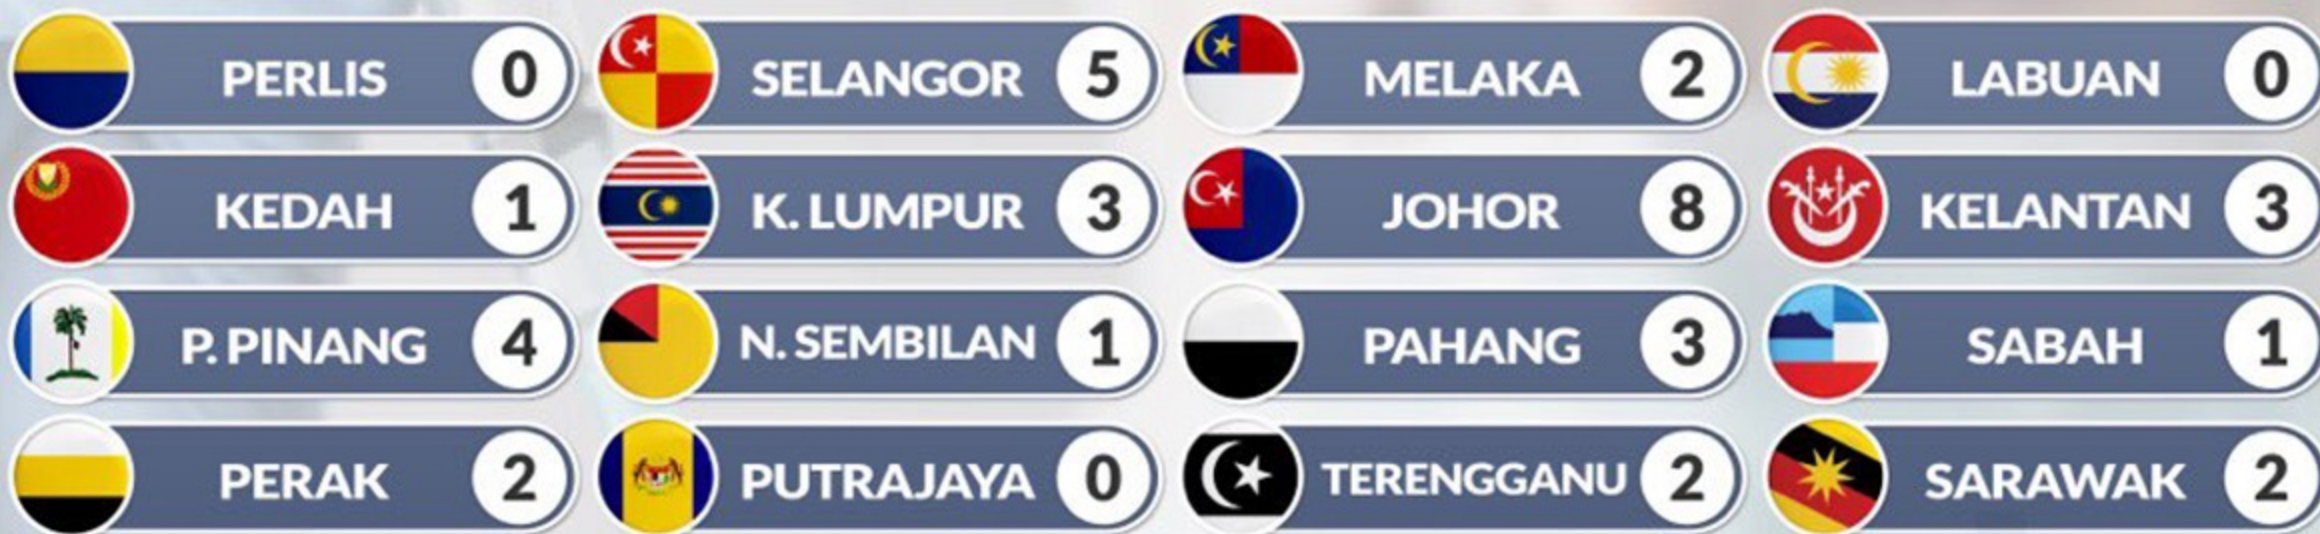 PERLIS 0
SELANGOR 5
MELAKA 2
LABUAN 0
KEDAH 1
K. LUMPUR 3
JOHOR 8
KELANTAN 3
P. PINANG 4
N. SEMBILAN 1
PAHANG 3
SABAH 1
PERAK 2
PUTRAJAYA 0
TERENGGANU 2
SARAWAK 2